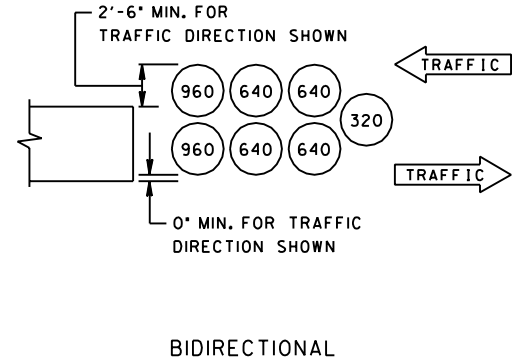 2'-6" MIN. FOR
TRAFFIC DIRECTION SHOWN
TRAFFIC
960 640 640
320
960 640 640
TRAFFIC
0" MIN. FOR TRAFFIC
DIRECTION SHOWN
BIDIRECTIONAL